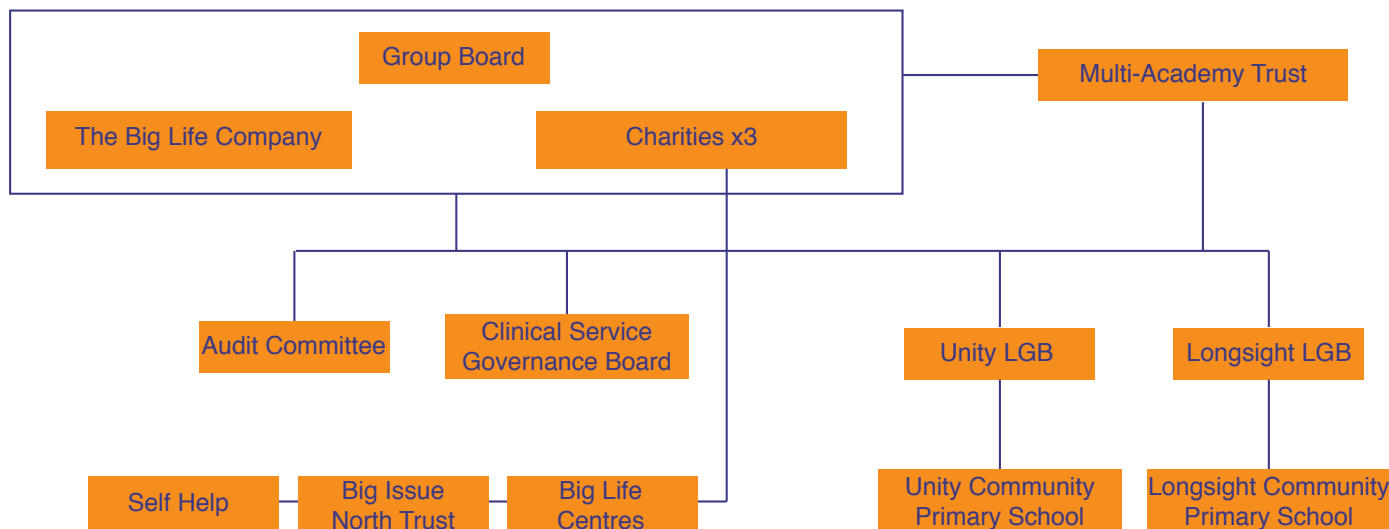 Group Board
Multi-Academy Trust
The Big Life Company
Charities x3
Audit Committee
Clinical Service
Governance Board
Unity LGB
Longsight LGB
Self Help
Big Issue
North Trust
Big Life
Centres
Unity Community
Primary School
Longsight Community
Primary School